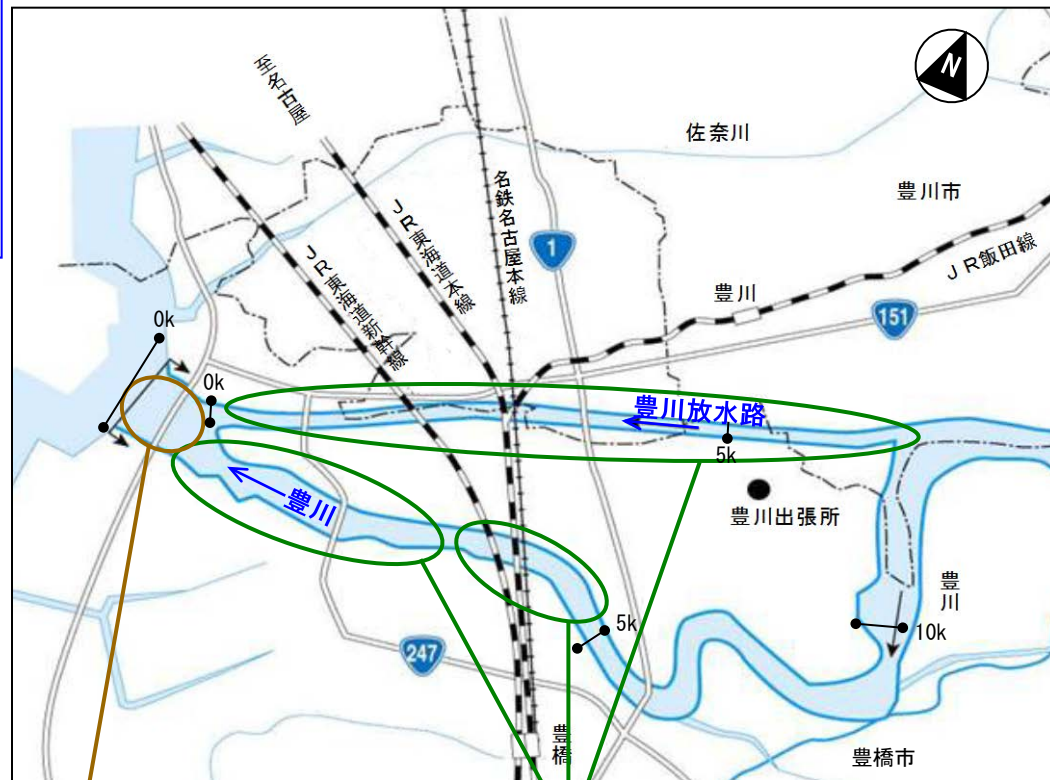 N
至名古屋
佐奈川
豊川市
名鉄名古屋本線
JR東海道本線
1
JR飯田線
JR東海道新幹線
豊川
151
0k
0k
豊川放水路
5k
豊川出張所
豊川
豊川
5k
10k
247
豊橋
豊橋市